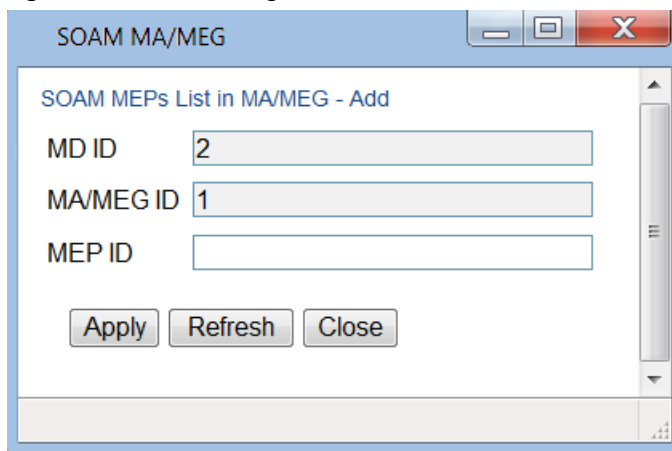 SOAM MA/MEG
SOAM MEPs List in MA/MEG - Add
MD ID 2
MA/MEG ID 1
MEP ID
Apply Refresh Close